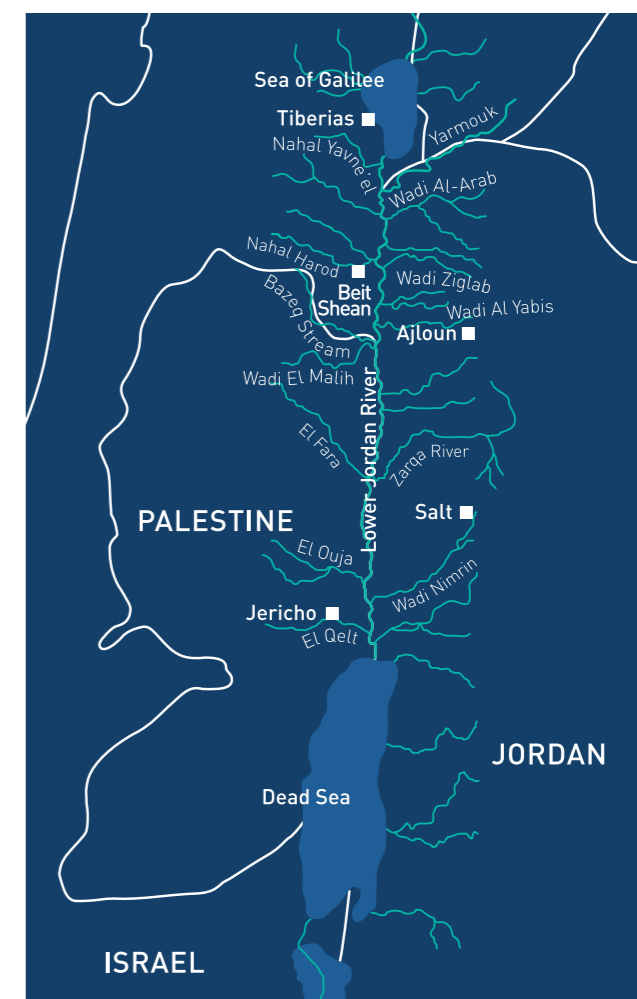 Sea of Galilee
Tiberias
Yarmouk
Nahal Yavne'el
Wadi Al-Arab
Nahal Harod
Beit
Shean
Wadi Ziglab
Bazeq Stream
Wadi Al Yabis
Ajloun
Wadi El Malih
Lower Jordan River
El Fara
Zarqa River
PALESTINE
Salt
El Ouja
Wadi Nimrin
Jericho
El Qelt
JORDAN
Dead Sea
ISRAEL